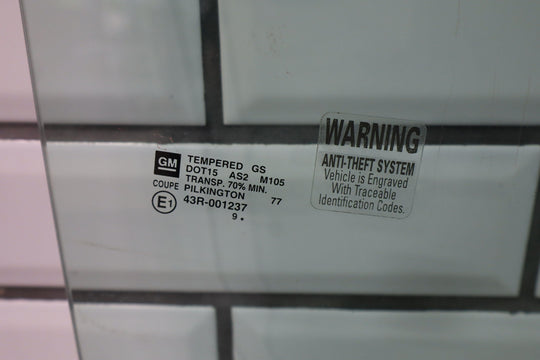 GM
TEMPERED GS
DOT15 AS2 M105
TRANSP. 70% MIN.
COUPE
PILKINGTON 77
E1 43R-001237
9.
WARNING
ANTI-THEFT SYSTEM
Vehicle is Engraved
With Traceable
Identification Codes.